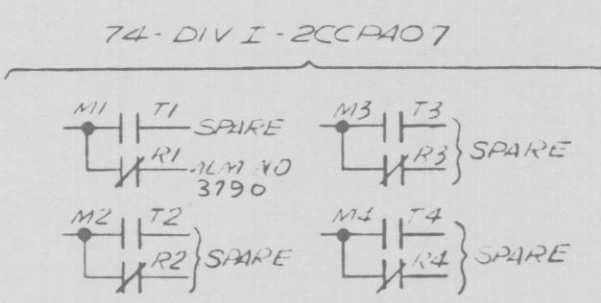 74-DIV I-2CCPA07
M1 T1 SPARE
R1 ALM NO
3790
M3 T3
R3 SPARE
M2 T2
R2 SPARE
M4 T4
R4 SPARE